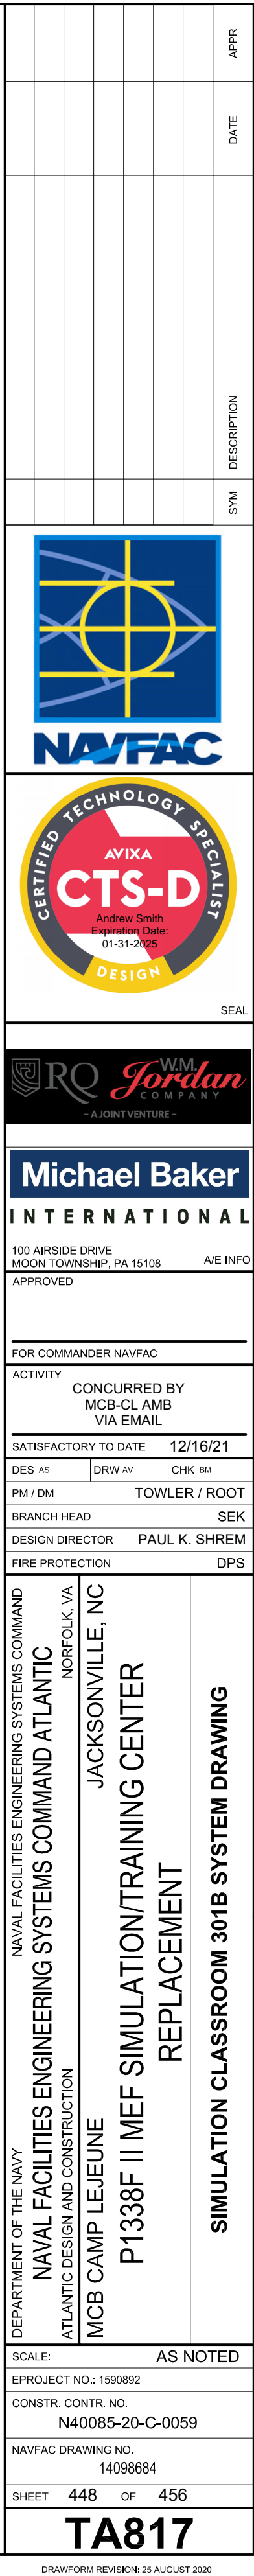 APPR
DATE
DESCRIPTION
SYM
NAVFAC
CERTIFIED TECHNOLOGY SPECIALIST
AVIXA
CTS-D
Andrew Smith
Expiration Date:
01-31-2025
DESIGN
SEAL
RQ
W.M.
Jordan
COMPANY
– A JOINT VENTURE –
Michael Baker
INTERNATIONAL
100 AIRSIDE DRIVE
MOON TOWNSHIP, PA 15108
A/E INFO
APPROVED
FOR COMMANDER NAVFAC
ACTIVITY
CONCURRED BY
MCB-CL AMB
VIA EMAIL
SATISFACTORY TO DATE 12/16/21
DES AS DRW AV CHK BM
PM / DM TOWLER / ROOT
BRANCH HEAD SEK
DESIGN DIRECTOR PAUL K. SHREM
FIRE PROTECTION DPS
DEPARTMENT OF THE NAVY NAVAL FACILITIES ENGINEERING SYSTEMS COMMAND
NAVAL FACILITIES ENGINEERING SYSTEMS COMMAND ATLANTIC
ATLANTIC DESIGN AND CONSTRUCTION NORFOLK, VA
MCB CAMP LEJEUNE JACKSONVILLE, NC
P1338F II MEF SIMULATION/TRAINING CENTER
REPLACEMENT
SIMULATION CLASSROOM 301B SYSTEM DRAWING
SCALE: AS NOTED
EPROJECT NO.: 1590892
CONSTR. CONTR. NO.
N40085-20-C-0059
NAVFAC DRAWING NO.
14098684
SHEET 448 OF 456
TA817
DRAWFORM REVISION: 25 AUGUST 2020